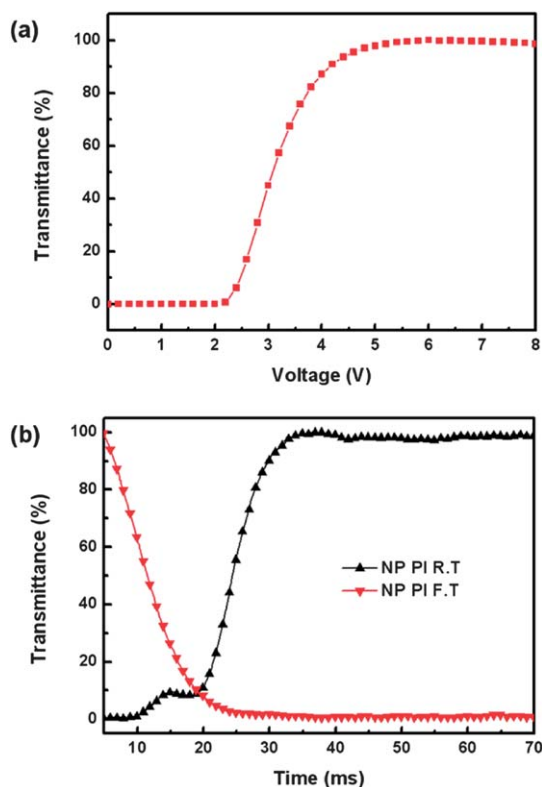 (a)
100
80
60
40
20
0
Transmittance (%)
0 1 2 3 4 5 6 7 8
Voltage (V)
(b)
100
80
60
40
20
0
Transmittance (%)
NP PI R.T
NP PI F.T
10 20 30 40 50 60 70
Time (ms)